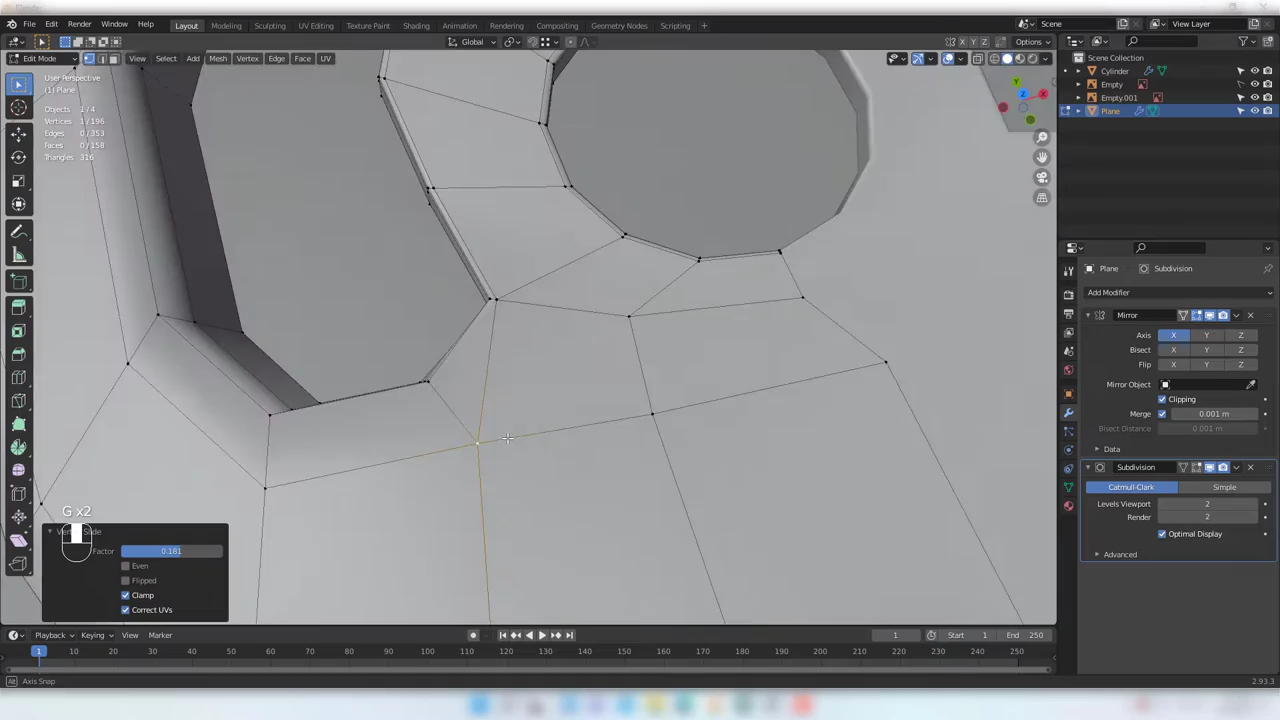 File Edit Render Window Help Layout Modeling Sculpting UV Editing Texture Paint Shading Animation Rendering Compositing Geometry Nodes Scripting + Scene View Layer
Global Options
Edit Mode View Select Add Mesh Vertex Edge Face UV
X Y Z
User Perspective
(1) Plane
Objects 1/4
Vertices 1/196
Edges 0/353
Faces 0/158
Triangles 316
Scene Collection
Cylinder
Empty
Empty.001
Plane
Plane Subdivision
Add Modifier
Mirror
Axis X Y Z
Bisect X Y Z
Flip X Y Z
Mirror Object
Clipping
Merge 0.001 m
Bisect Distance 0.001 m
Data
Subdivision
Catmull-Clark Simple
Levels Viewport 2
Render 2
Optimal Display
Advanced
G x2
Slide
Factor 0.181
Even
Flipped
Clamp
Correct UVs
Playback Keying View Marker 1 Start 1 End 250
1 10 20 30 40 50 60 70 80 90 100 110 120 130 140 150 160 170 180 190 200 210 220 230 240 250
Axis Snap 2.93.3